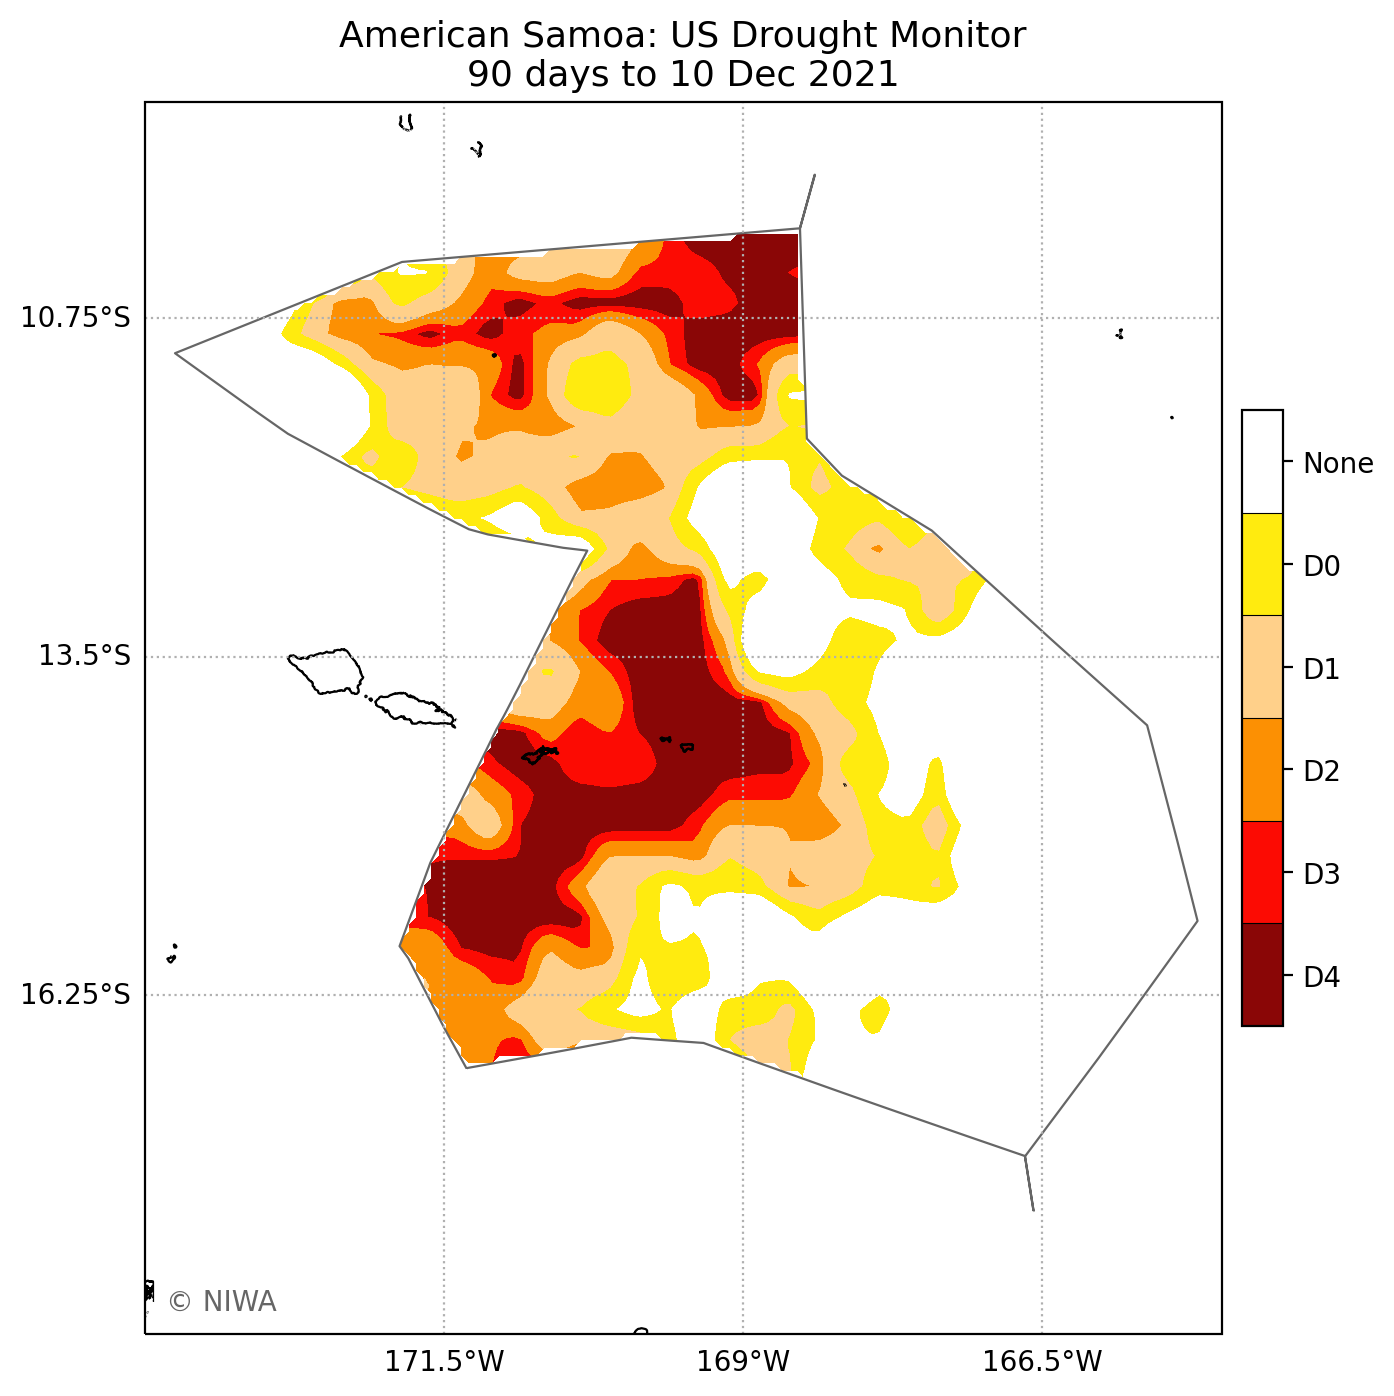 American Samoa: US Drought Monitor
90 days to 10 Dec 2021
10.75°S
13.5°S
16.25°S
171.5°W
169°W
166.5°W
None
D0
D1
D2
D3
D4
© NIWA